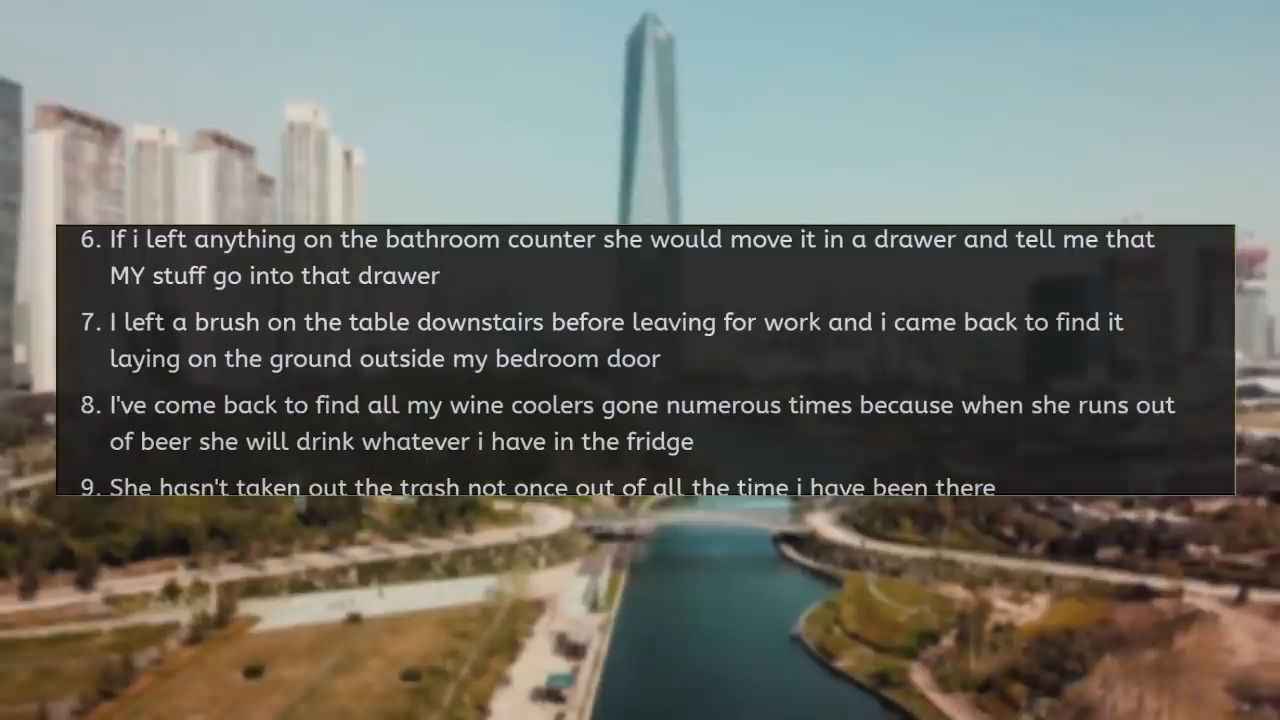 6. If i left anything on the bathroom counter she would move it in a drawer and tell me that
MY stuff go into that drawer
7. I left a brush on the table downstairs before leaving for work and i came back to find it
laying on the ground outside my bedroom door
8. I've come back to find all my wine coolers gone numerous times because when she runs out
of beer she will drink whatever i have in the fridge
9. She hasn't taken out the trash not once out of all the time i have been there